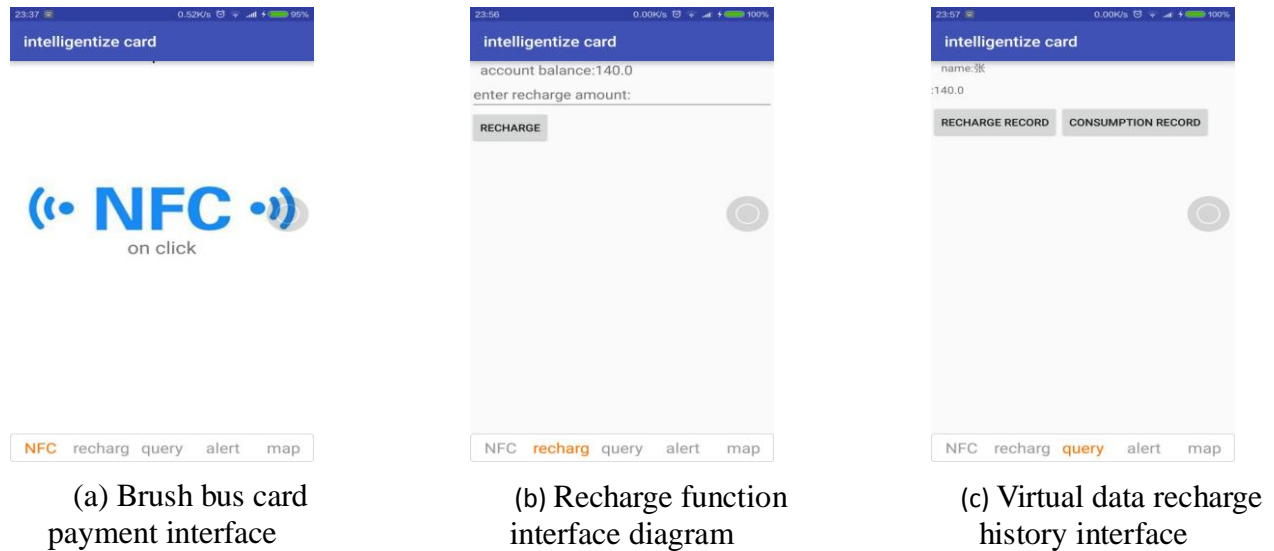 23:37 0.52K/s 95%
intelligentize card
NFC
on click
NFC recharg query alert map
(a) Brush bus card
payment interface
23:56 0.00K/s 100%
intelligentize card
account balance:140.0
enter recharge amount:
RECHARGE
NFC recharg query alert map
(b) Recharge function
interface diagram
23:57 0.00K/s 100%
intelligentize card
name:张
:140.0
RECHARGE RECORD CONSUMPTION RECORD
NFC recharg query alert map
(c) Virtual data recharge
history interface